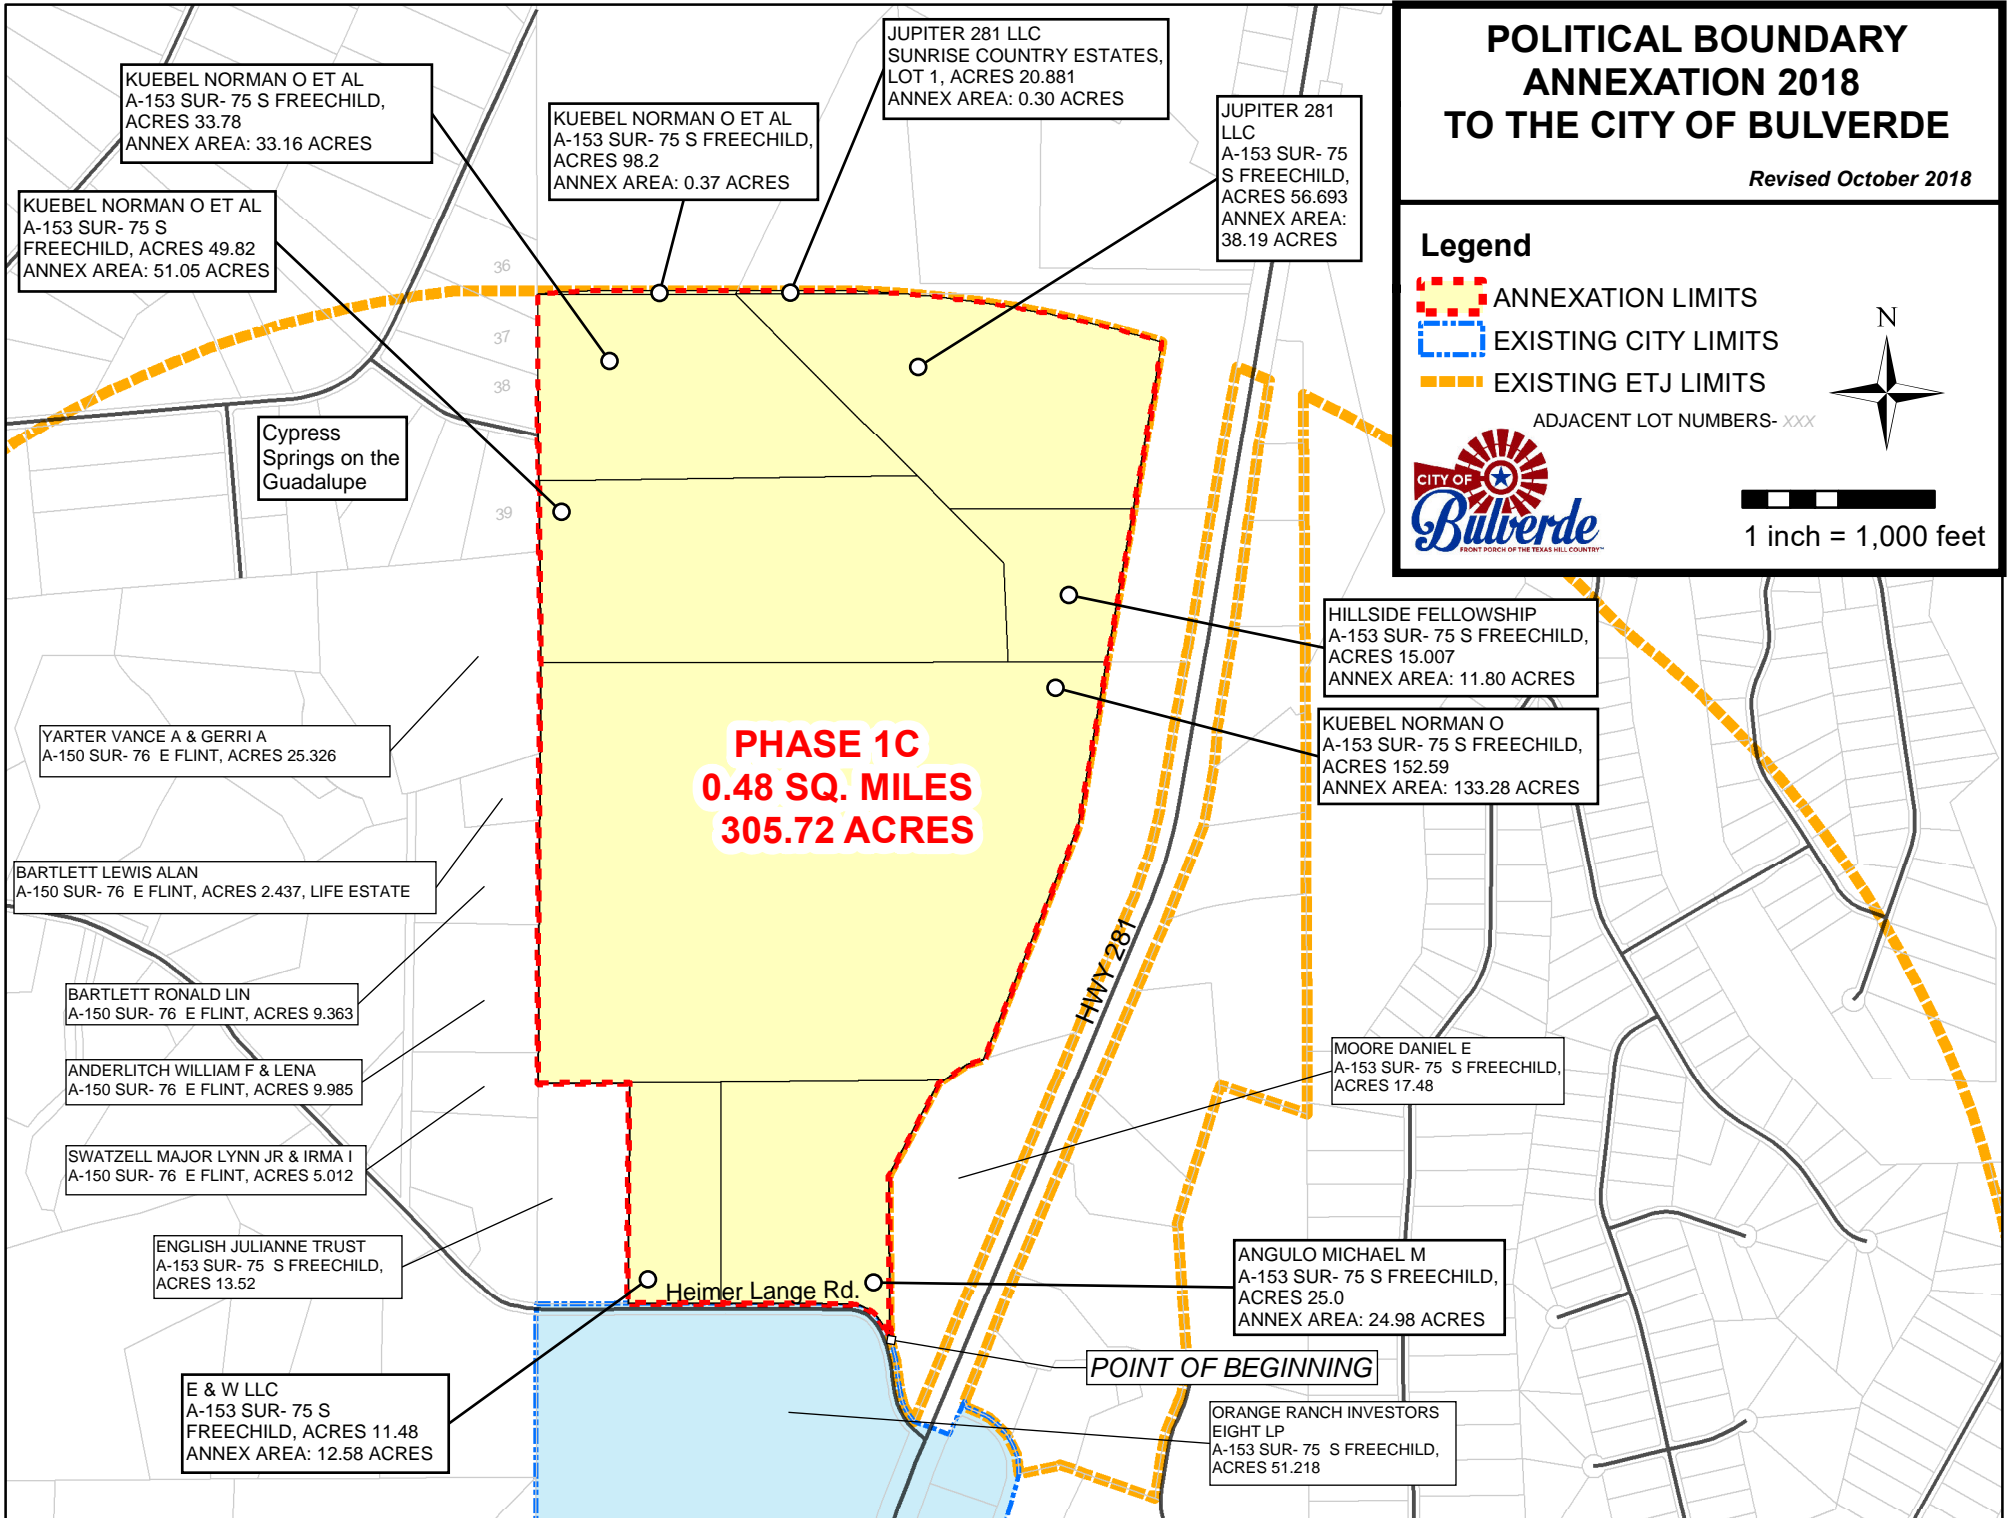 POLITICAL BOUNDARY
ANNEXATION 2018
TO THE CITY OF BULVERDE
Revised October 2018
Legend
ANNEXATION LIMITS
EXISTING CITY LIMITS
EXISTING ETJ LIMITS
ADJACENT LOT NUMBERS- XXX
N
CITY OF
Bulverde
FRONT PORCH OF THE TEXAS HILL COUNTRY™
1 inch = 1,000 feet
JUPITER 281 LLC
SUNRISE COUNTRY ESTATES,
LOT 1, ACRES 20.881
ANNEX AREA: 0.30 ACRES
KUEBEL NORMAN O ET AL
A-153 SUR- 75 S FREECHILD,
ACRES 33.78
ANNEX AREA: 33.16 ACRES
KUEBEL NORMAN O ET AL
A-153 SUR- 75 S FREECHILD,
ACRES 98.2
ANNEX AREA: 0.37 ACRES
JUPITER 281
LLC
A-153 SUR- 75
S FREECHILD,
ACRES 56.693
ANNEX AREA:
38.19 ACRES
KUEBEL NORMAN O ET AL
A-153 SUR- 75 S
FREECHILD, ACRES 49.82
ANNEX AREA: 51.05 ACRES
36
37
38
39
Cypress
Springs on the
Guadalupe
HILLSIDE FELLOWSHIP
A-153 SUR- 75 S FREECHILD,
ACRES 15.007
ANNEX AREA: 11.80 ACRES
KUEBEL NORMAN O
A-153 SUR- 75 S FREECHILD,
ACRES 152.59
ANNEX AREA: 133.28 ACRES
PHASE 1C
0.48 SQ. MILES
305.72 ACRES
YARTER VANCE A & GERRI A
A-150 SUR- 76 E FLINT, ACRES 25.326
BARTLETT LEWIS ALAN
A-150 SUR- 76 E FLINT, ACRES 2.437, LIFE ESTATE
HWY 281
BARTLETT RONALD LIN
A-150 SUR- 76 E FLINT, ACRES 9.363
ANDERLITCH WILLIAM F & LENA
A-150 SUR- 76 E FLINT, ACRES 9.985
MOORE DANIEL E
A-153 SUR- 75 S FREECHILD,
ACRES 17.48
SWATZELL MAJOR LYNN JR & IRMA I
A-150 SUR- 76 E FLINT, ACRES 5.012
ENGLISH JULIANNE TRUST
A-153 SUR- 75 S FREECHILD,
ACRES 13.52
Heimer Lange Rd.
ANGULO MICHAEL M
A-153 SUR- 75 S FREECHILD,
ACRES 25.0
ANNEX AREA: 24.98 ACRES
POINT OF BEGINNING
E & W LLC
A-153 SUR- 75 S
FREECHILD, ACRES 11.48
ANNEX AREA: 12.58 ACRES
ORANGE RANCH INVESTORS
EIGHT LP
A-153 SUR- 75 S FREECHILD,
ACRES 51.218